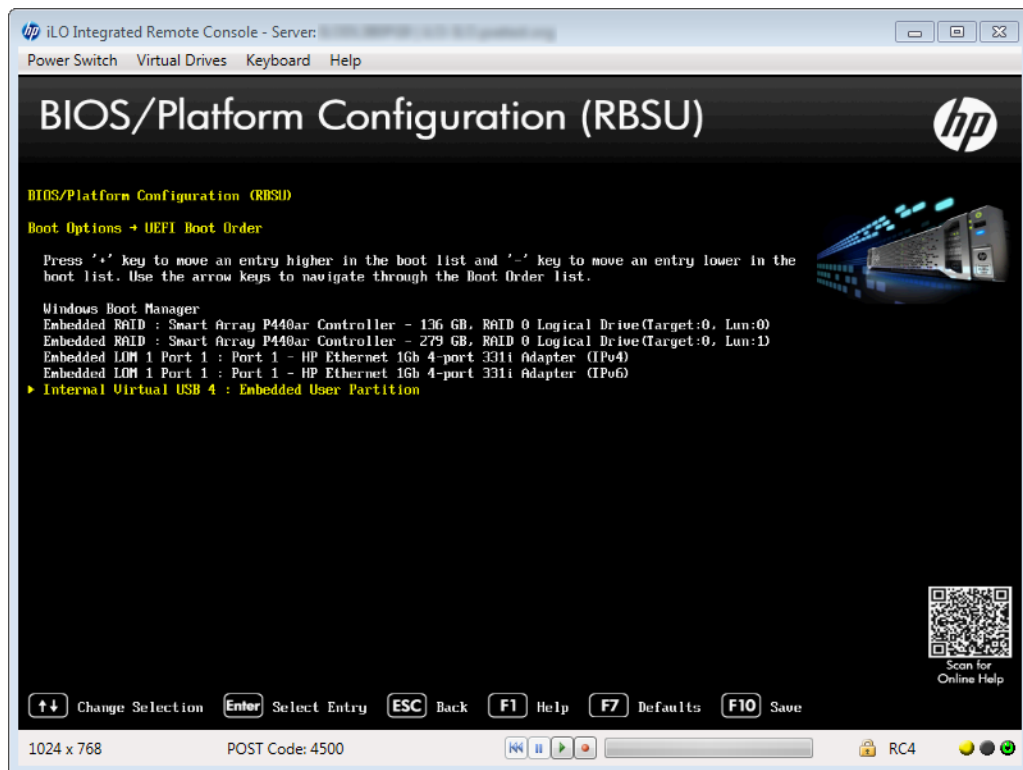 iLO Integrated Remote Console - Server:
Power Switch Virtual Drives Keyboard Help
BIOS/Platform Configuration (RBSU)
hp
BIOS/Platform Configuration (RBSU)
Boot Options → UEFI Boot Order
Press '+' key to move an entry higher in the boot list and '-' key to move an entry lower in the
boot list. Use the arrow keys to navigate through the Boot Order list.
Windows Boot Manager
Embedded RAID : Smart Array P440ar Controller - 136 GB, RAID 0 Logical Drive(Target:0, Lun:0)
Embedded RAID : Smart Array P440ar Controller - 279 GB, RAID 0 Logical Drive(Target:0, Lun:1)
Embedded LOM 1 Port 1 : Port 1 - HP Ethernet 1Gb 4-port 331i Adapter (IPv4)
Embedded LOM 1 Port 1 : Port 1 - HP Ethernet 1Gb 4-port 331i Adapter (IPv6)
Internal Virtual USB 4 : Embedded User Partition
Scan for
Online Help
↑↓ Change Selection Enter Select Entry ESC Back F1 Help F7 Defaults F10 Save
1024 x 768 POST Code: 4500 RC4